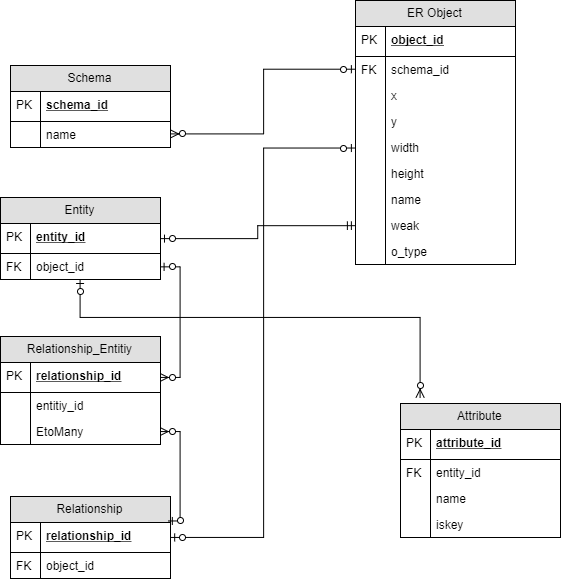 ER Object
PK object_id
FK schema_id
x
y
width
height
name
weak
o_type
Schema
PK schema_id
name
Entity
PK entity_id
FK object_id
Relationship_Entitiy
PK relationship_id
entitiy_id
EtoMany
Attribute
PK attribute_id
FK entity_id
name
iskey
Relationship
PK relationship_id
FK object_id